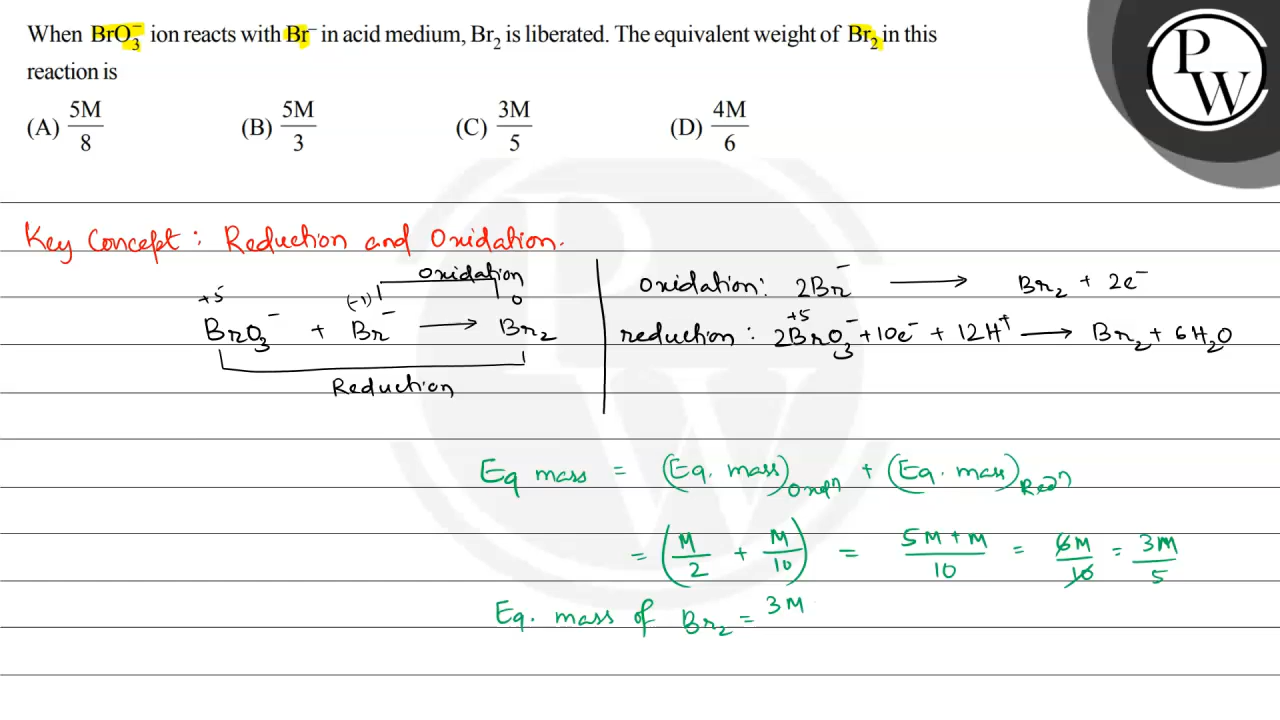 When BrO₃⁻ ion reacts with Br⁻ in acid medium, Br₂ is liberated. The equivalent weight of Br₂ in this
reaction is
(A) 5M/8 (B) 5M/3 (C) 3M/5 (D) 4M/6
PW
Key Concept: Reduction and Oxidation.
oxidation
+5 (-1) 0
BrO₃⁻ + Br⁻ ⟶ Br₂
Reduction
oxidation: 2Br⁻ ⟶ Br₂ + 2e⁻
+5
reduction: 2BrO₃⁻ + 10e⁻ + 12H⁺ ⟶ Br₂ + 6H₂O
Eq mass = (Eq. mass)Oxdⁿ + (Eq. mass)Redⁿ
= (M/2 + M/10) = 5M+M/10 = 6M/10 = 3M/5
Eq. mass of Br₂ = 3M